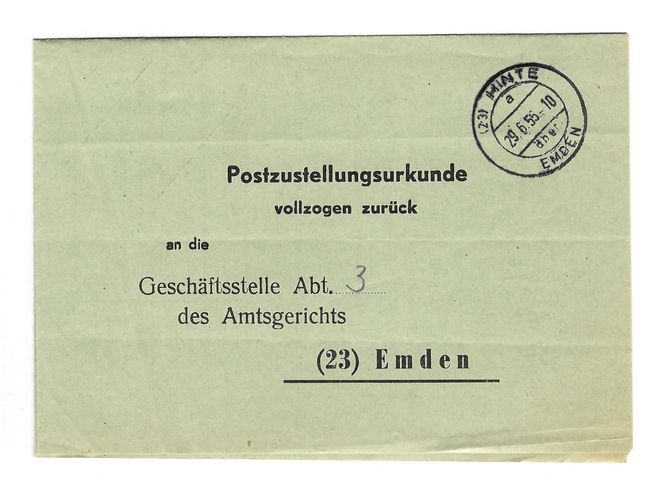 (23) HINTE
a
29.6.55.-10
über
EMDEN
Postzustellungsurkunde
vollzogen zurück
an die
Geschäftsstelle Abt. 3
des Amtsgerichts
(23) Emden